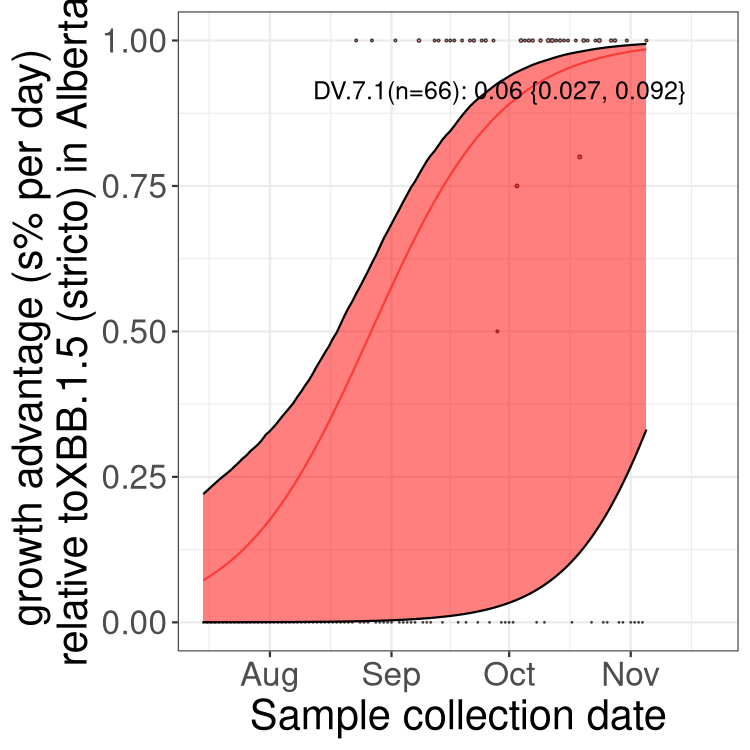 growth advantage (s% per day)
relative toXBB.1.5 (stricto) in Alberta
1.00
0.75
0.50
0.25
0.00
DV.7.1(n=66): 0.06 {0.027, 0.092}
Aug Sep Oct Nov
Sample collection date